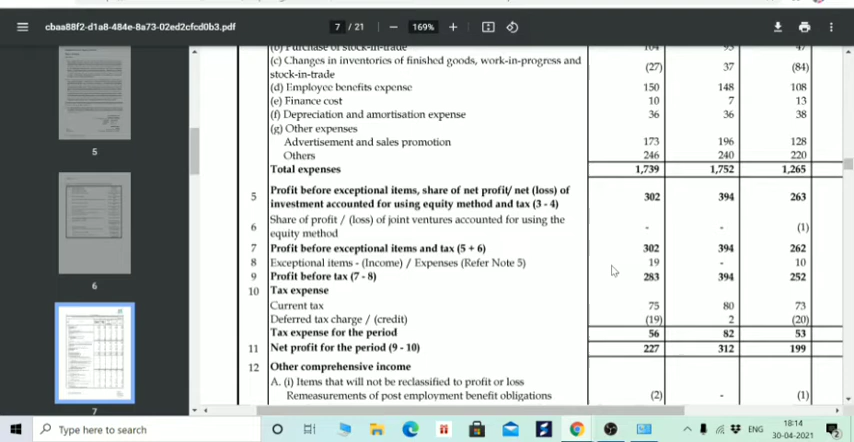 cbaa88f2-d1a8-484e-8a73-02ed2cfcd0b3.pdf 7 / 21 — 169% +
(b) Purchase of stock-in-trade 104 93 47
(c) Changes in inventories of finished goods, work-in-progress and
stock-in-trade (27) 37 (84)
(d) Employee benefits expense 150 148 108
(e) Finance cost 10 7 13
(f) Depreciation and amortisation expense 36 36 38
(g) Other expenses
Advertisement and sales promotion 173 196 128
Others 246 240 220
Total expenses 1,739 1,752 1,265
5 Profit before exceptional items, share of net profit/ net (loss) of
investment accounted for using equity method and tax (3 - 4) 302 394 263
6 Share of profit / (loss) of joint ventures accounted for using the
equity method - - (1)
7 Profit before exceptional items and tax (5 + 6) 302 394 262
8 Exceptional items - (Income) / Expenses (Refer Note 5) 19 - 10
9 Profit before tax (7 - 8) 283 394 252
10 Tax expense
Current tax 75 80 73
Deferred tax charge / (credit) (19) 2 (20)
Tax expense for the period 56 82 53
11 Net profit for the period (9 - 10) 227 312 199
12 Other comprehensive income
A. (i) Items that will not be reclassified to profit or loss
Remeasurements of post employment benefit obligations (2) - (1)
5
6
7
Type here to search
ENG
18:14
30-04-2021
2